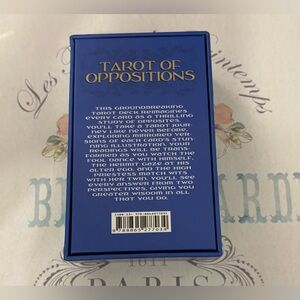 Les
Printemps
TAROT OF
OPPOSITIONS
THIS GROUNDBREAKING
TAROT DECK REIMAGINES
EVERY CARD AS A THRILLING
STUDY OF OPPOSITES.
YOU'LL TAKE A TAROT JOUR-
NEY LIKE NEVER BEFORE,
EXPLORING MIRRORED VER-
SIONS OF EACH CARD'S STUN-
NING ILLUSTRATION. YOUR
READINGS WILL BE TRANS-
FORMED AS YOU WATCH THE
FOOL DANCE WITH HIMSELF,
THE HERMIT GAZE AT HIS
ALTER EGO, AND THE HIGH
PRIESTESS MATCH WITS
WITH HER TWIN. YOU'LL SEE
EVERY ANSWER FROM TWO
PERSPECTIVES, GIVING YOU
GREATER WISDOM IN ALL
THAT YOU DO.
9 788865 277034
PARIS